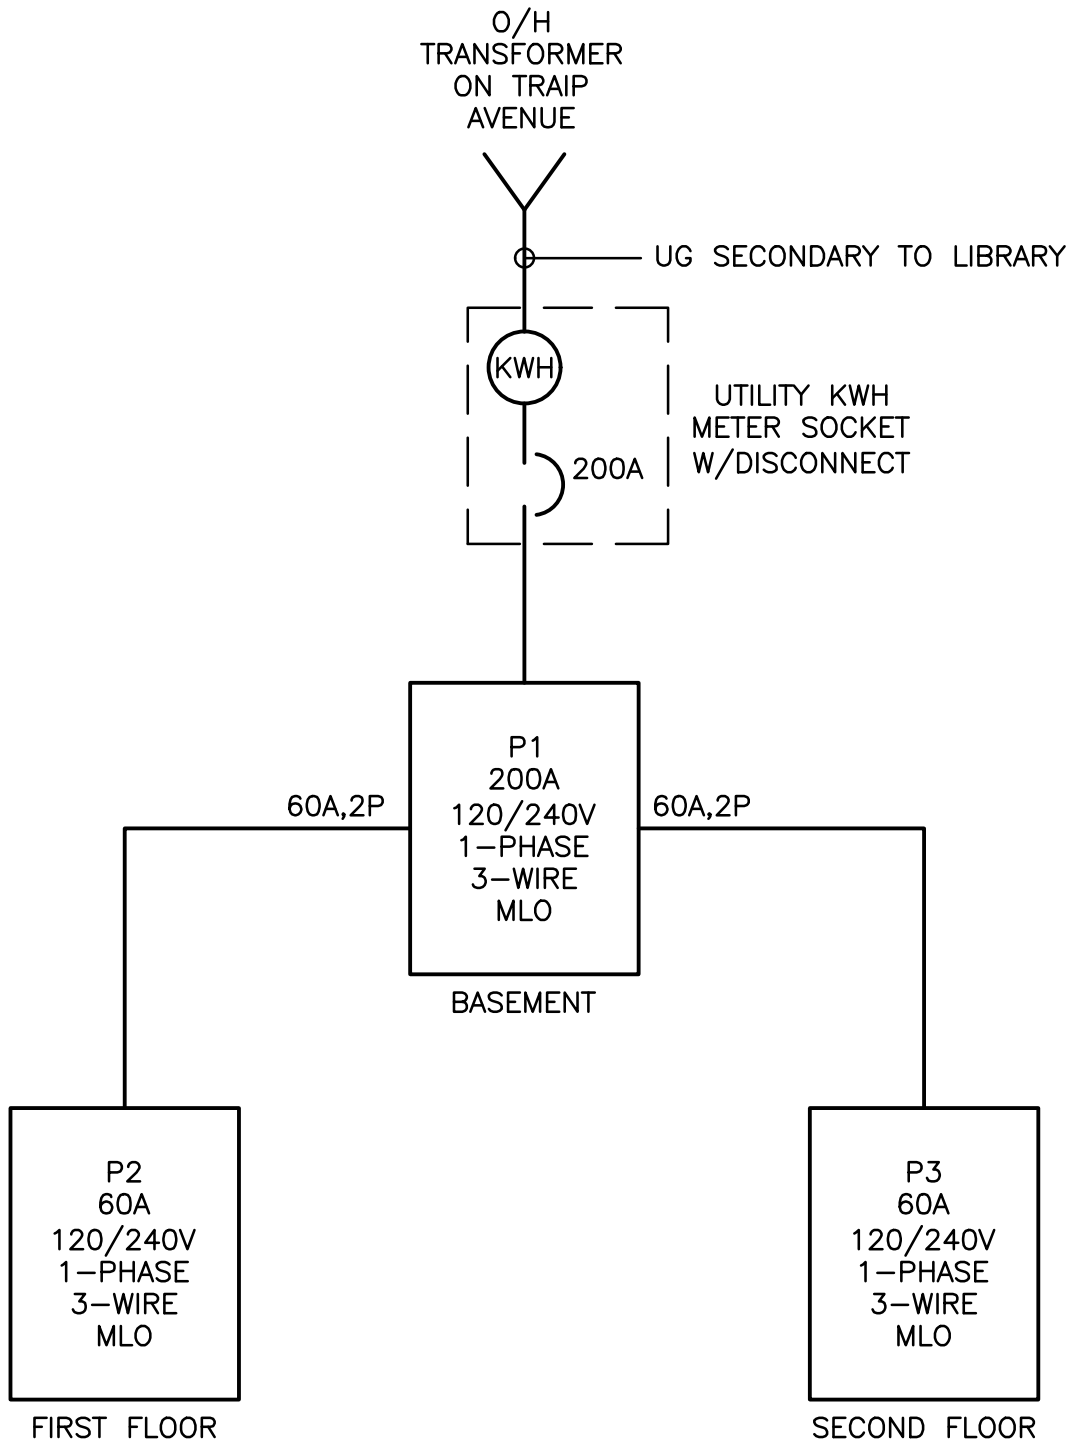 O/H
TRANSFORMER
ON TRAIP
AVENUE
UG SECONDARY TO LIBRARY
KWH
UTILITY KWH
METER SOCKET
W/DISCONNECT
200A
P1
200A
120/240V
1-PHASE
3-WIRE
MLO
60A,2P
60A,2P
BASEMENT
P2
60A
120/240V
1-PHASE
3-WIRE
MLO
FIRST FLOOR
P3
60A
120/240V
1-PHASE
3-WIRE
MLO
SECOND FLOOR